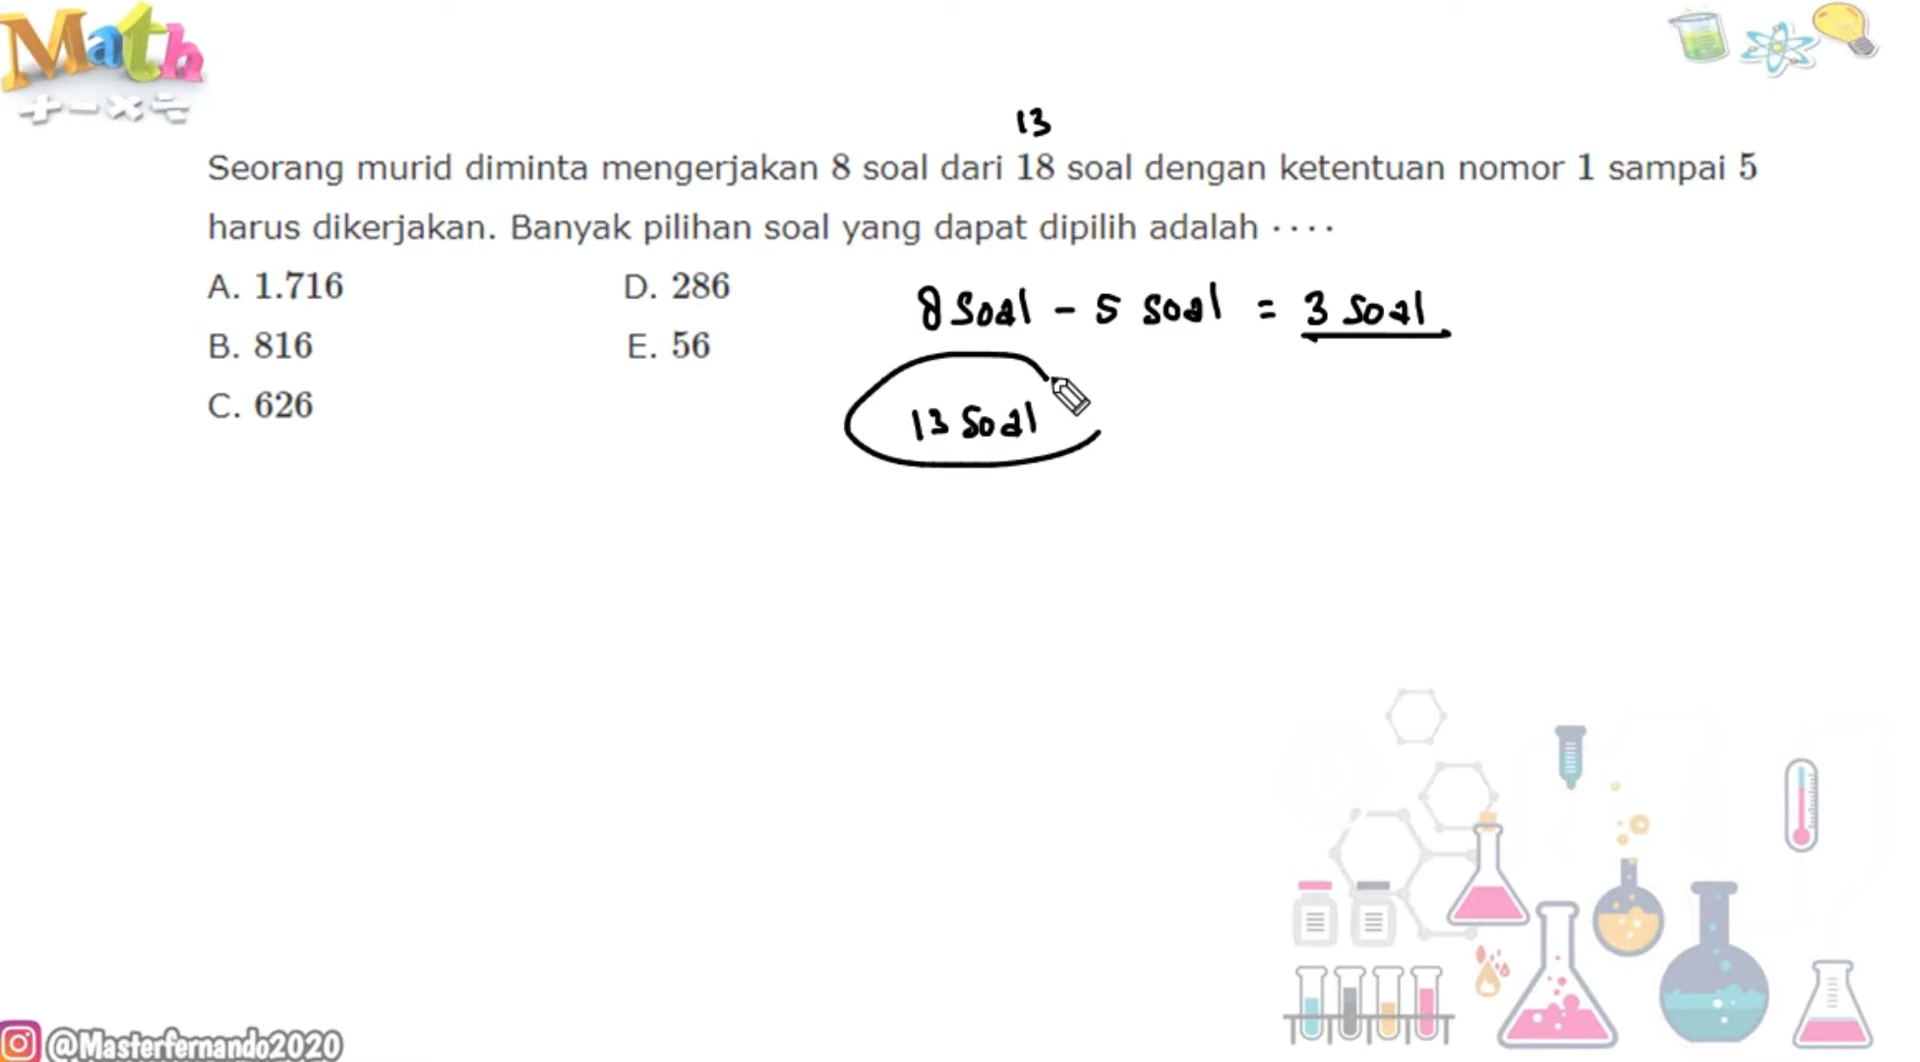 Math
+ − × ÷
13
Seorang murid diminta mengerjakan 8 soal dari 18 soal dengan ketentuan nomor 1 sampai 5
harus dikerjakan. Banyak pilihan soal yang dapat dipilih adalah ····
A. 1.716
D. 286
B. 816
E. 56
C. 626
8 soal - 5 soal = 3 soal
13 soal
@Masterfernando2020